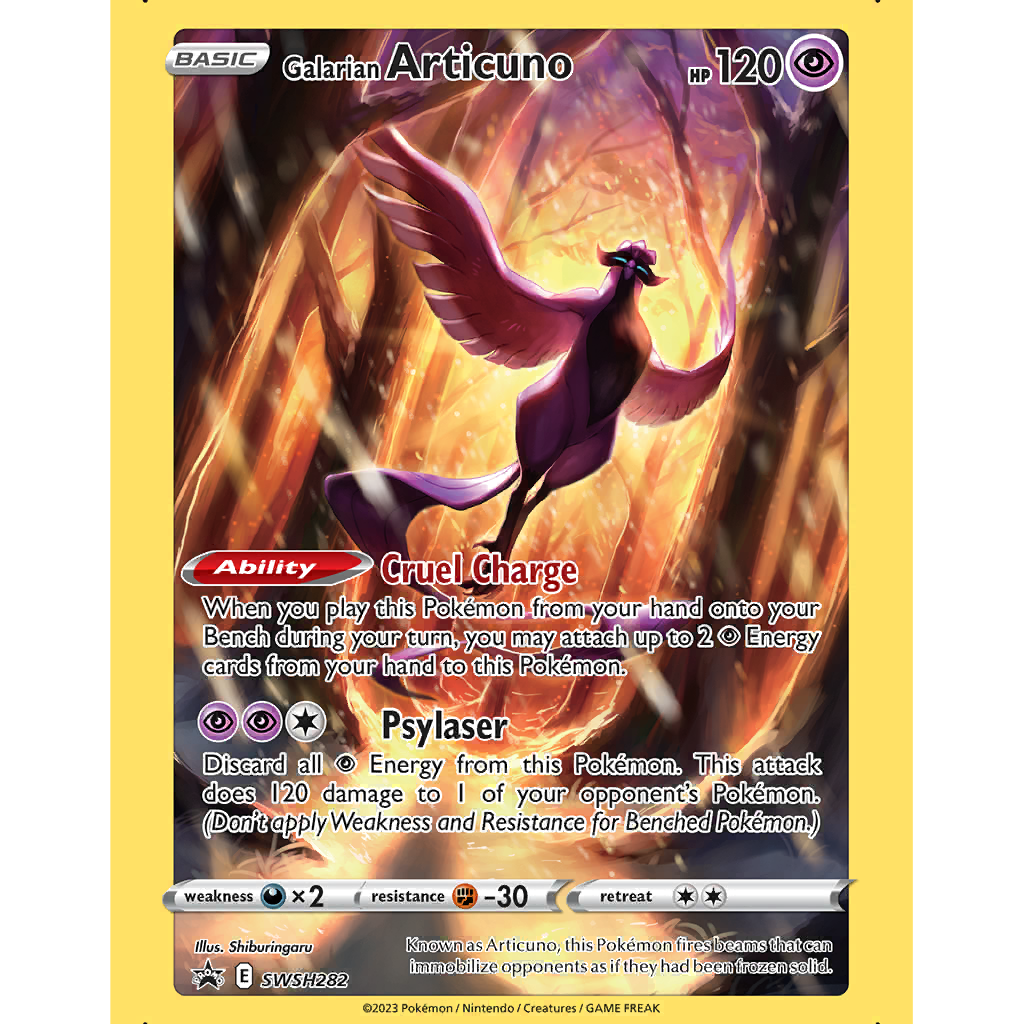 BASIC Galarian Articuno HP 120
Ability Cruel Charge
When you play this Pokémon from your hand onto your
Bench during your turn, you may attach up to 2 Energy
cards from your hand to this Pokémon.
Psylaser
Discard all Energy from this Pokémon. This attack
does 120 damage to 1 of your opponent's Pokémon.
(Don't apply Weakness and Resistance for Benched Pokémon.)
weakness ×2 resistance -30 retreat
Illus. Shiburingaru
Known as Articuno, this Pokémon fires beams that can
immobilize opponents as if they had been frozen solid.
E SWSH282
©2023 Pokémon / Nintendo / Creatures / GAME FREAK